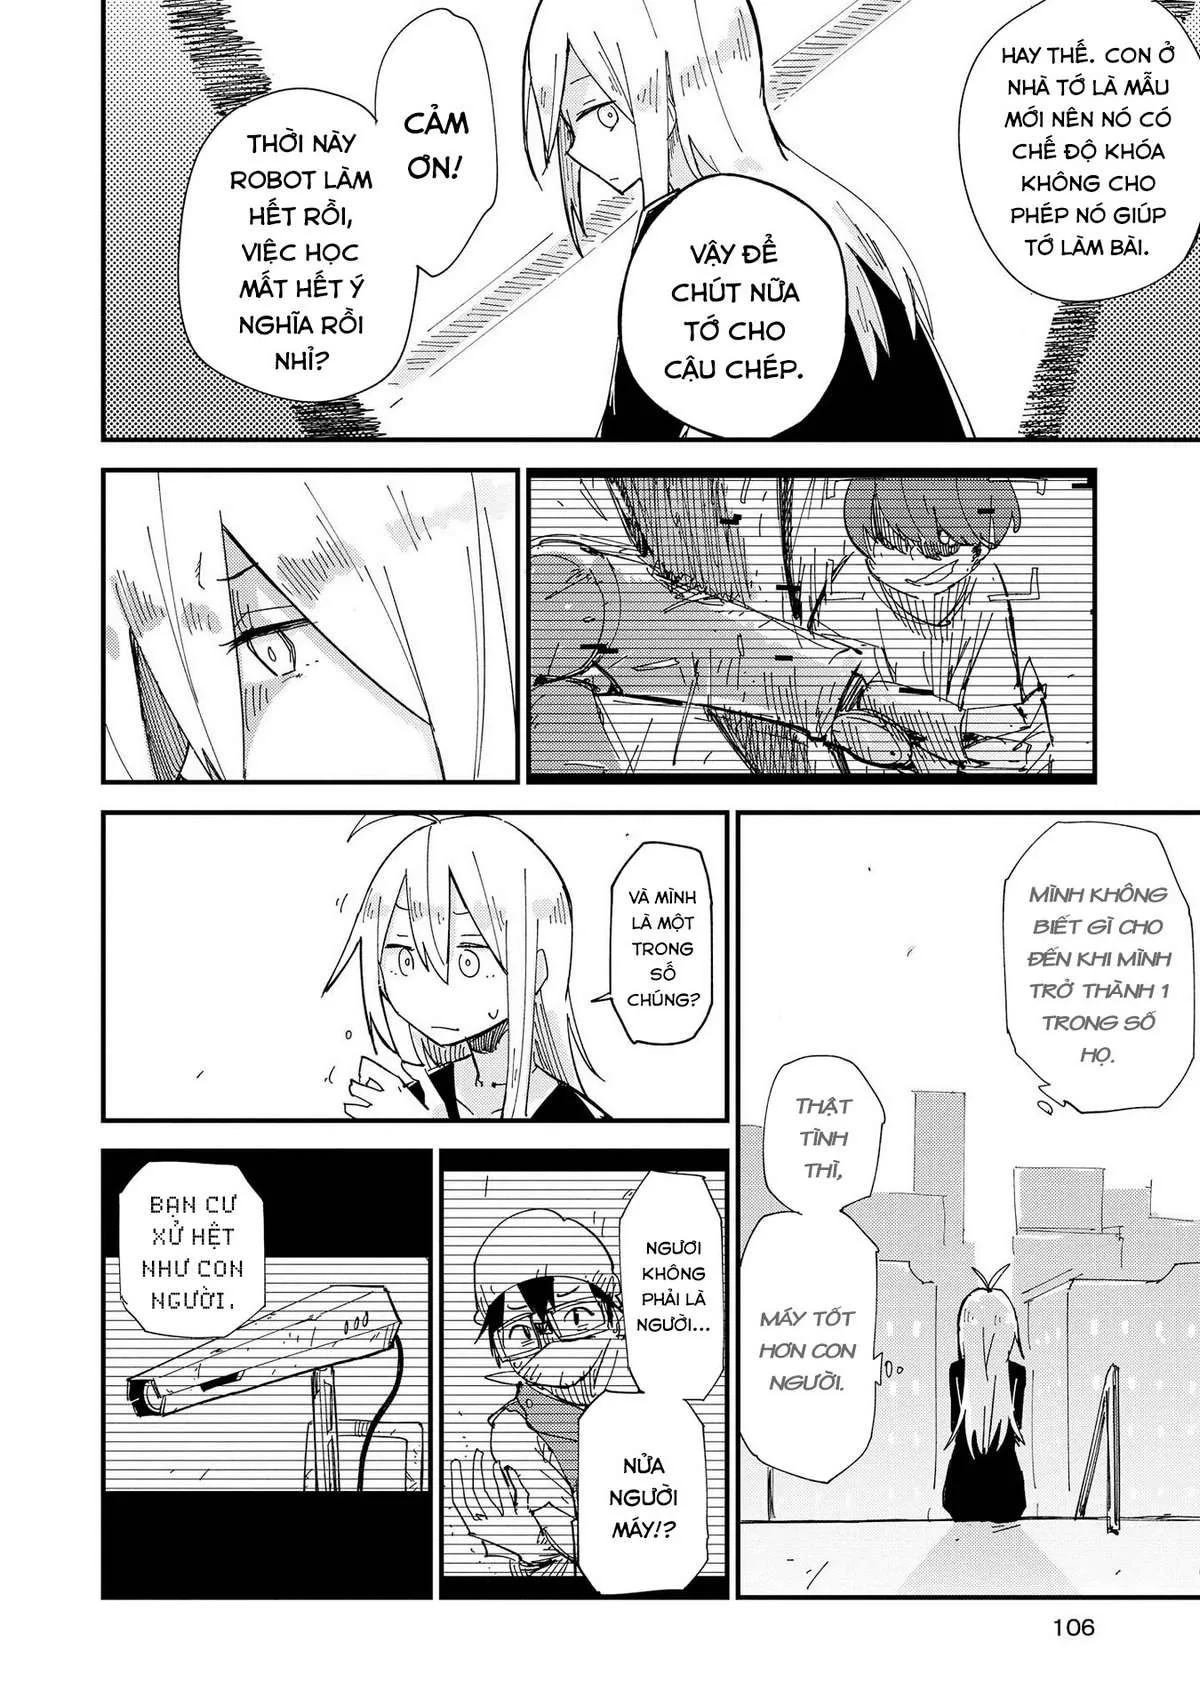 HAY THẾ. CON Ở
NHÀ TỚ LÀ MẪU
MỚI NÊN NÓ CÓ
CHẾ ĐỘ KHÓA
KHÔNG CHO
PHÉP NÓ GIÚP
TỚ LÀM BÀI.
VẬY ĐỂ
CHÚT NỮA
TỚ CHO
CẬU CHÉP.
CẢM
ƠN!
THỜI NÀY
ROBOT LÀM
HẾT RỒI,
VIỆC HỌC
MẤT HẾT Ý
NGHĨA RỒI
NHỈ?
MÌNH KHÔNG
BIẾT GÌ CHO
ĐẾN KHI MÌNH
TRỞ THÀNH 1
TRONG SỐ
HỌ.
THẬT
TÌNH
THÌ,
MÁY TỐT
HƠN CON
NGƯỜI.
VÀ MÌNH
LÀ MỘT
TRONG
SỐ
CHÚNG?
NGƯƠI
KHÔNG
PHẢI LÀ
NGƯỜI...
NỬA
NGƯỜI
MÁY!?
BẠN CƯ
XỬ HỆT
NHƯ CON
NGƯỜI.
106